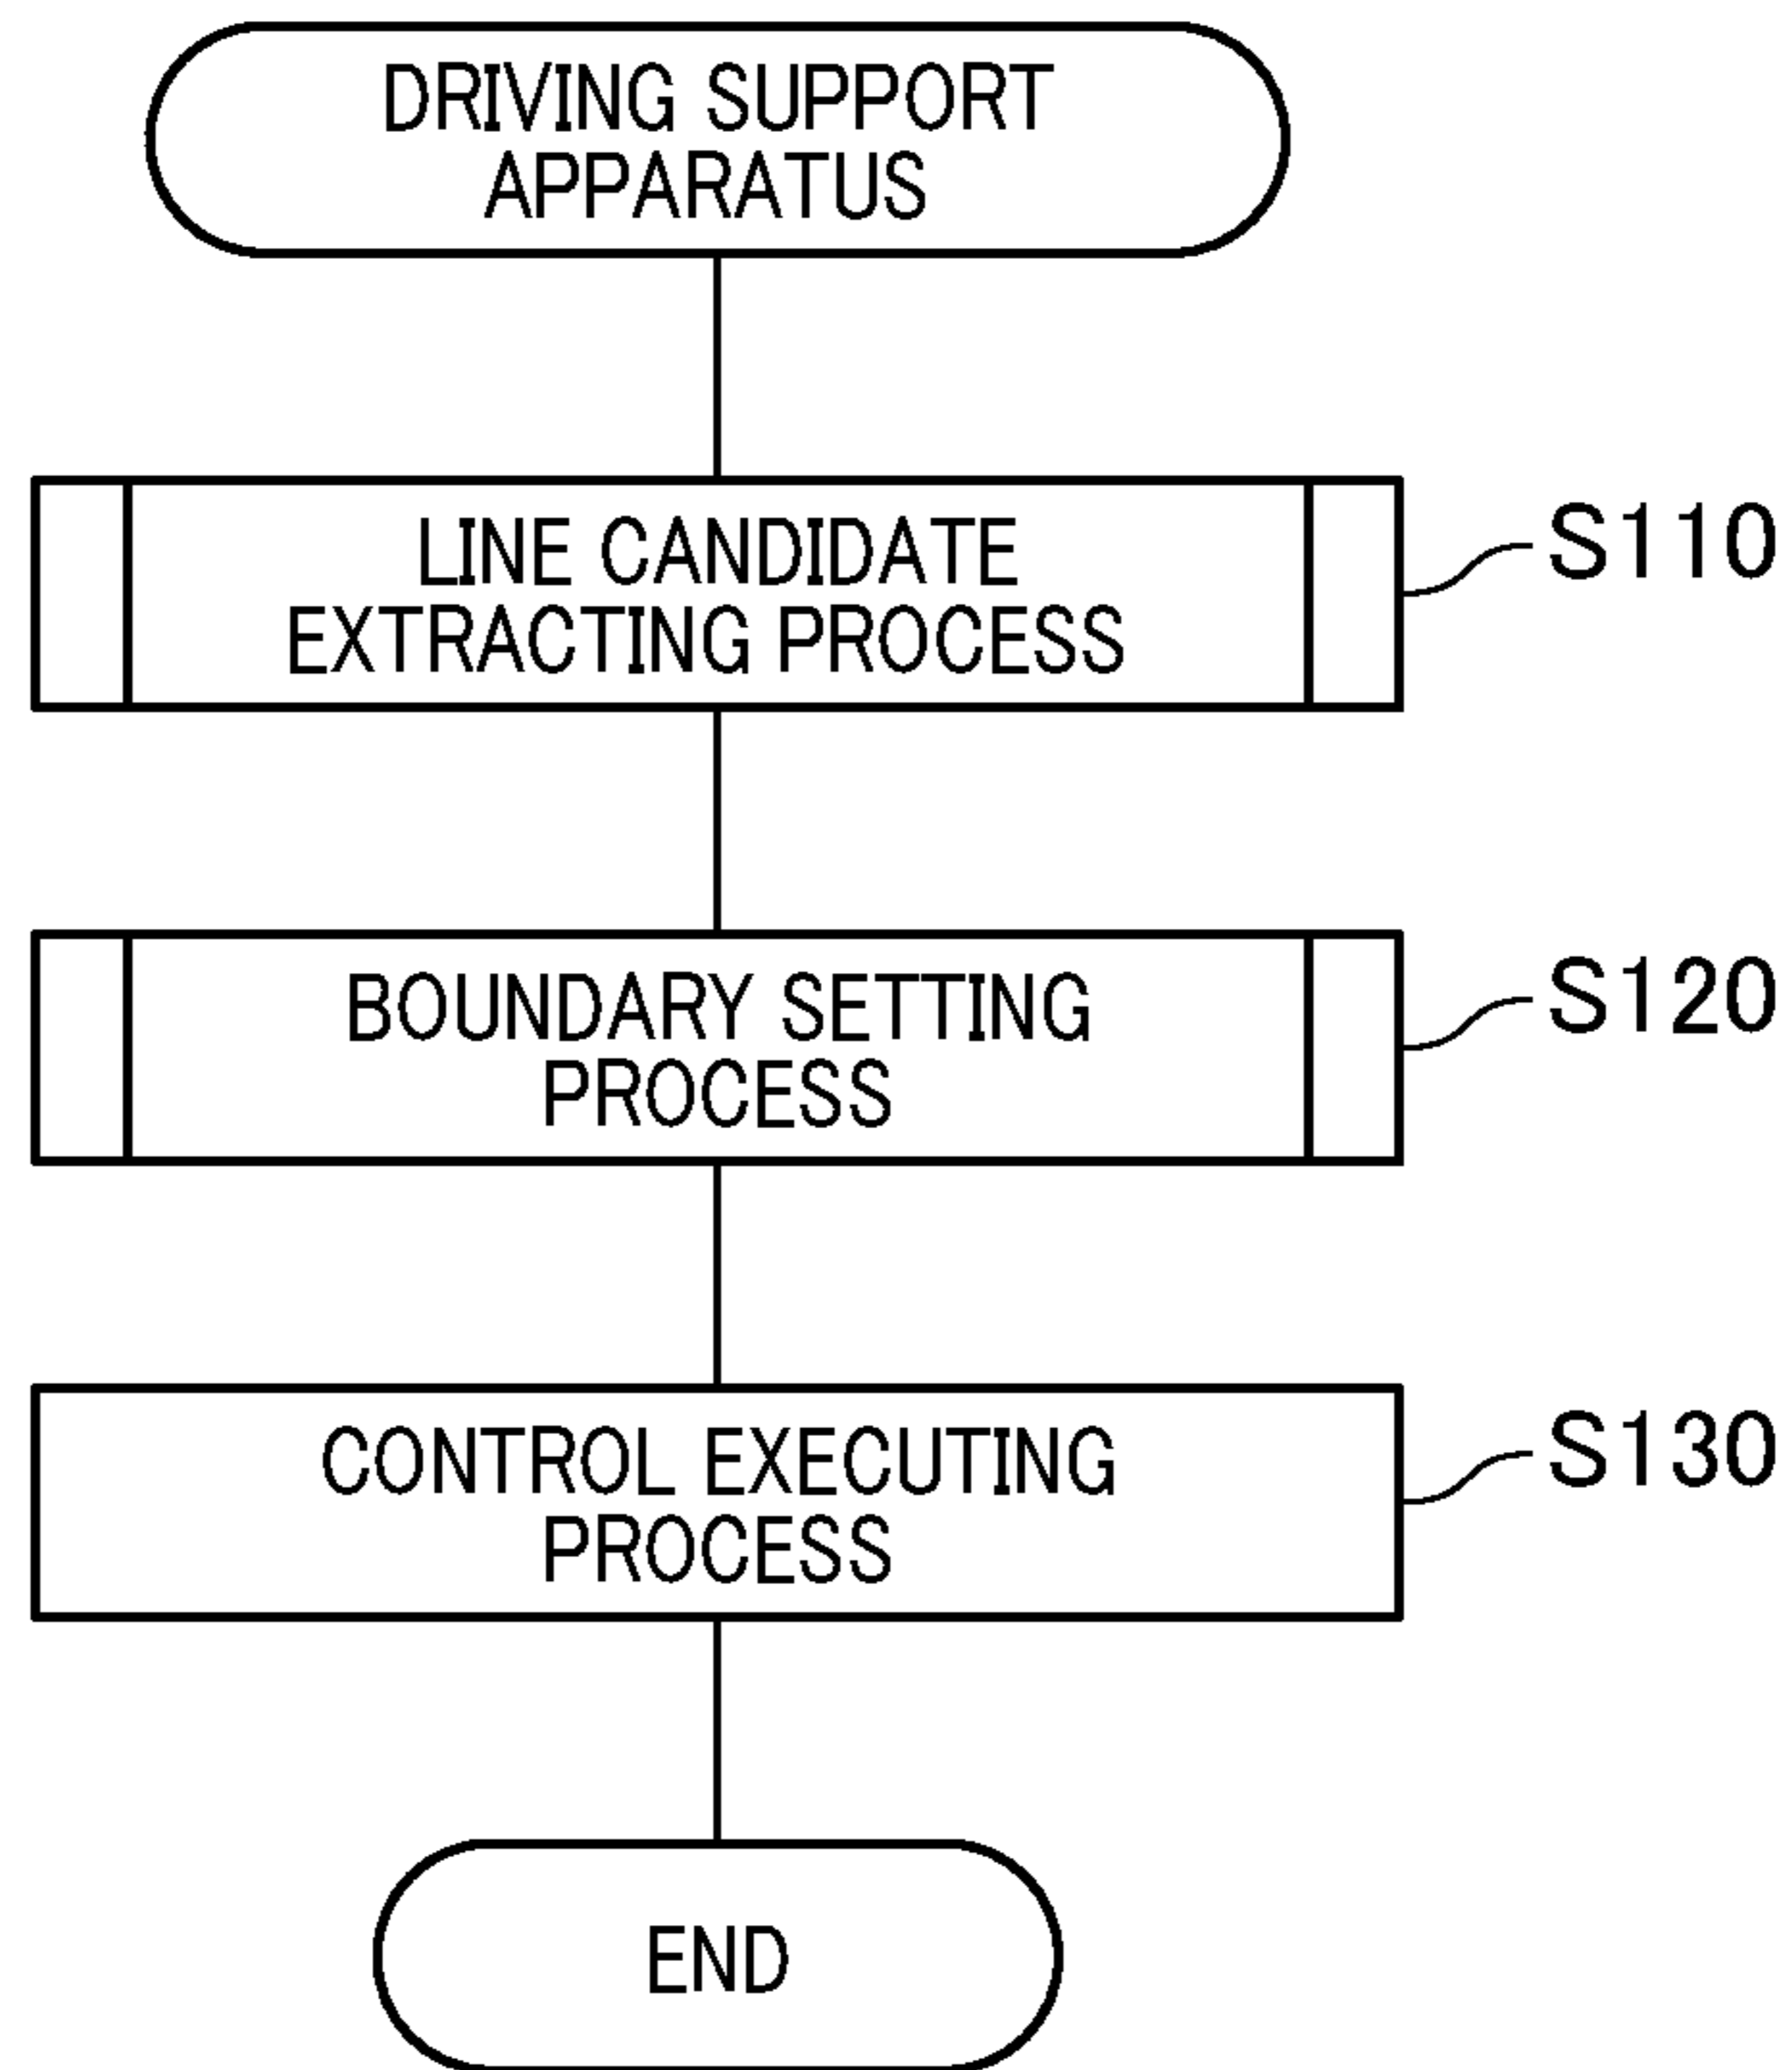 DRIVING SUPPORT
APPARATUS
LINE CANDIDATE
EXTRACTING PROCESS
S110
BOUNDARY SETTING
PROCESS
S120
CONTROL EXECUTING
PROCESS
S130
END